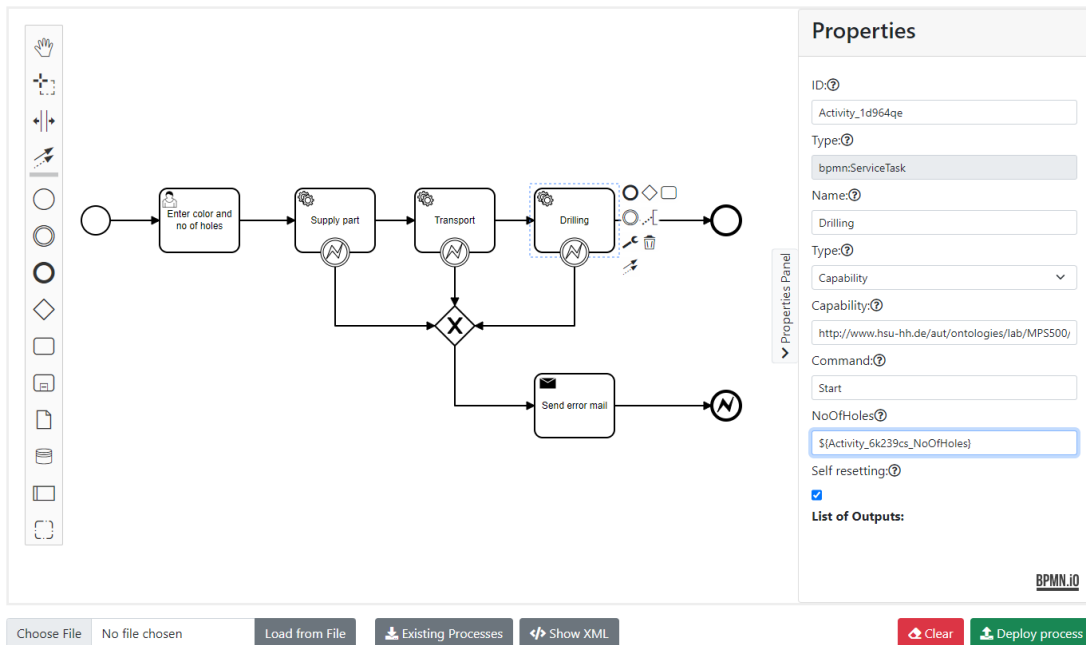 Enter color and
no of holes
Supply part
Transport
Drilling
Send error mail
Properties Panel
Properties
ID:
Activity_1d964qe
Type:
bpmn:ServiceTask
Name:
Drilling
Type:
Capability
Capability:
http://www.hsu-hh.de/aut/ontologies/lab/MPS500/
Command:
Start
NoOfHoles
${Activity_6k239cs_NoOfHoles}
Self resetting:
List of Outputs:
BPMN.iO
Choose File No file chosen Load from File Existing Processes </> Show XML Clear Deploy process